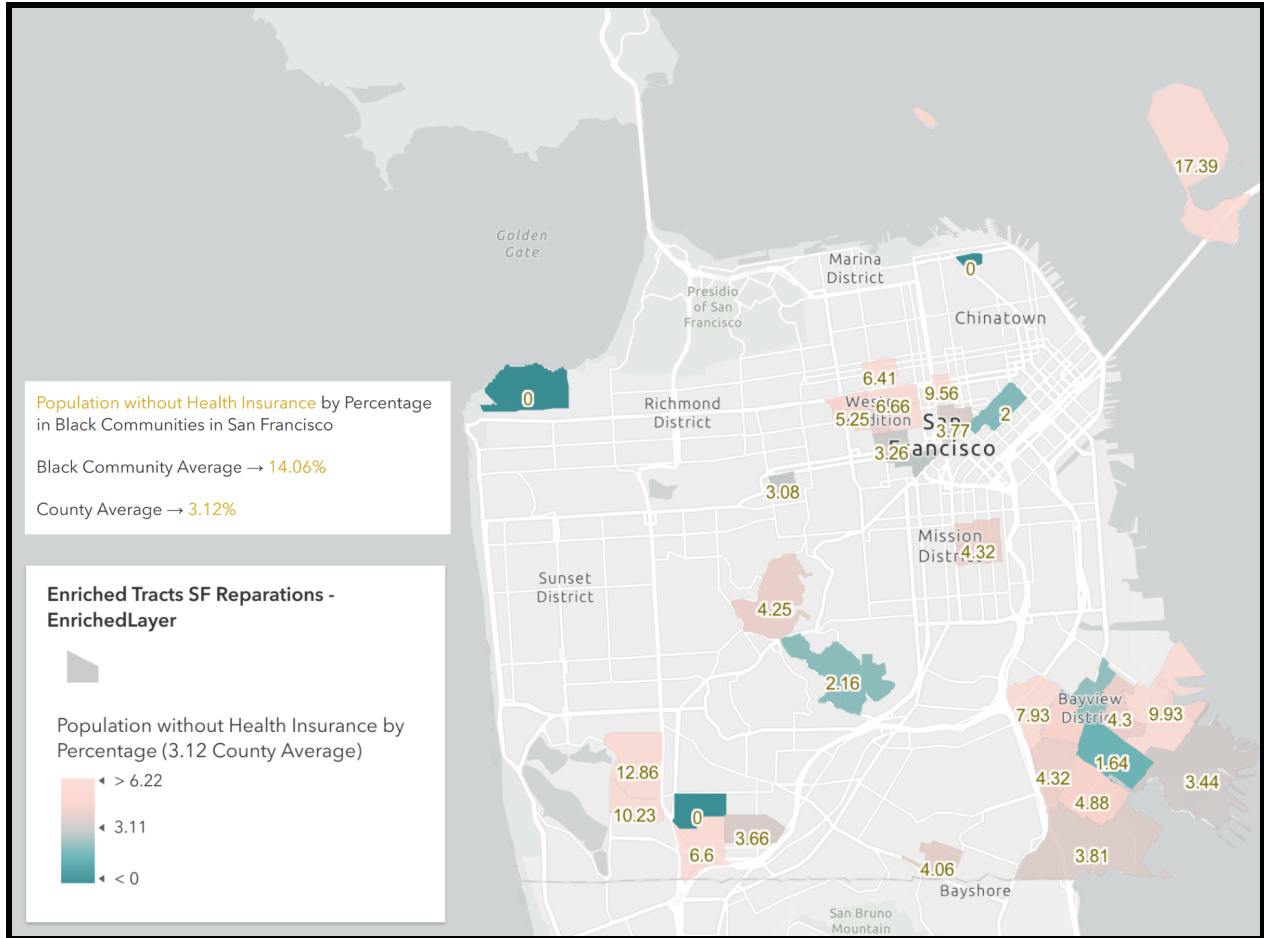 Golden
Gate
17.39
Marina
District
0
Presidio
of San
Francisco
Chinatown
Population without Health Insurance by Percentage
in Black Communities in San Francisco
Black Community Average → 14.06%
County Average → 3.12%
0
Richmond
District
6.41
9.56
6.66
5.25
2
3.77
San
Francisco
3.26
3.08
Mission
District
4.32
Sunset
District
4.25
2.16
Enriched Tracts SF Reparations -
EnrichedLayer
Population without Health Insurance by
Percentage (3.12 County Average)
> 6.22
3.11
< 0
Bayview
District
7.93
4.3
9.93
1.64
4.32
3.44
4.88
3.81
12.86
10.23
0
3.66
6.6
4.06
Bayshore
San Bruno
Mountain